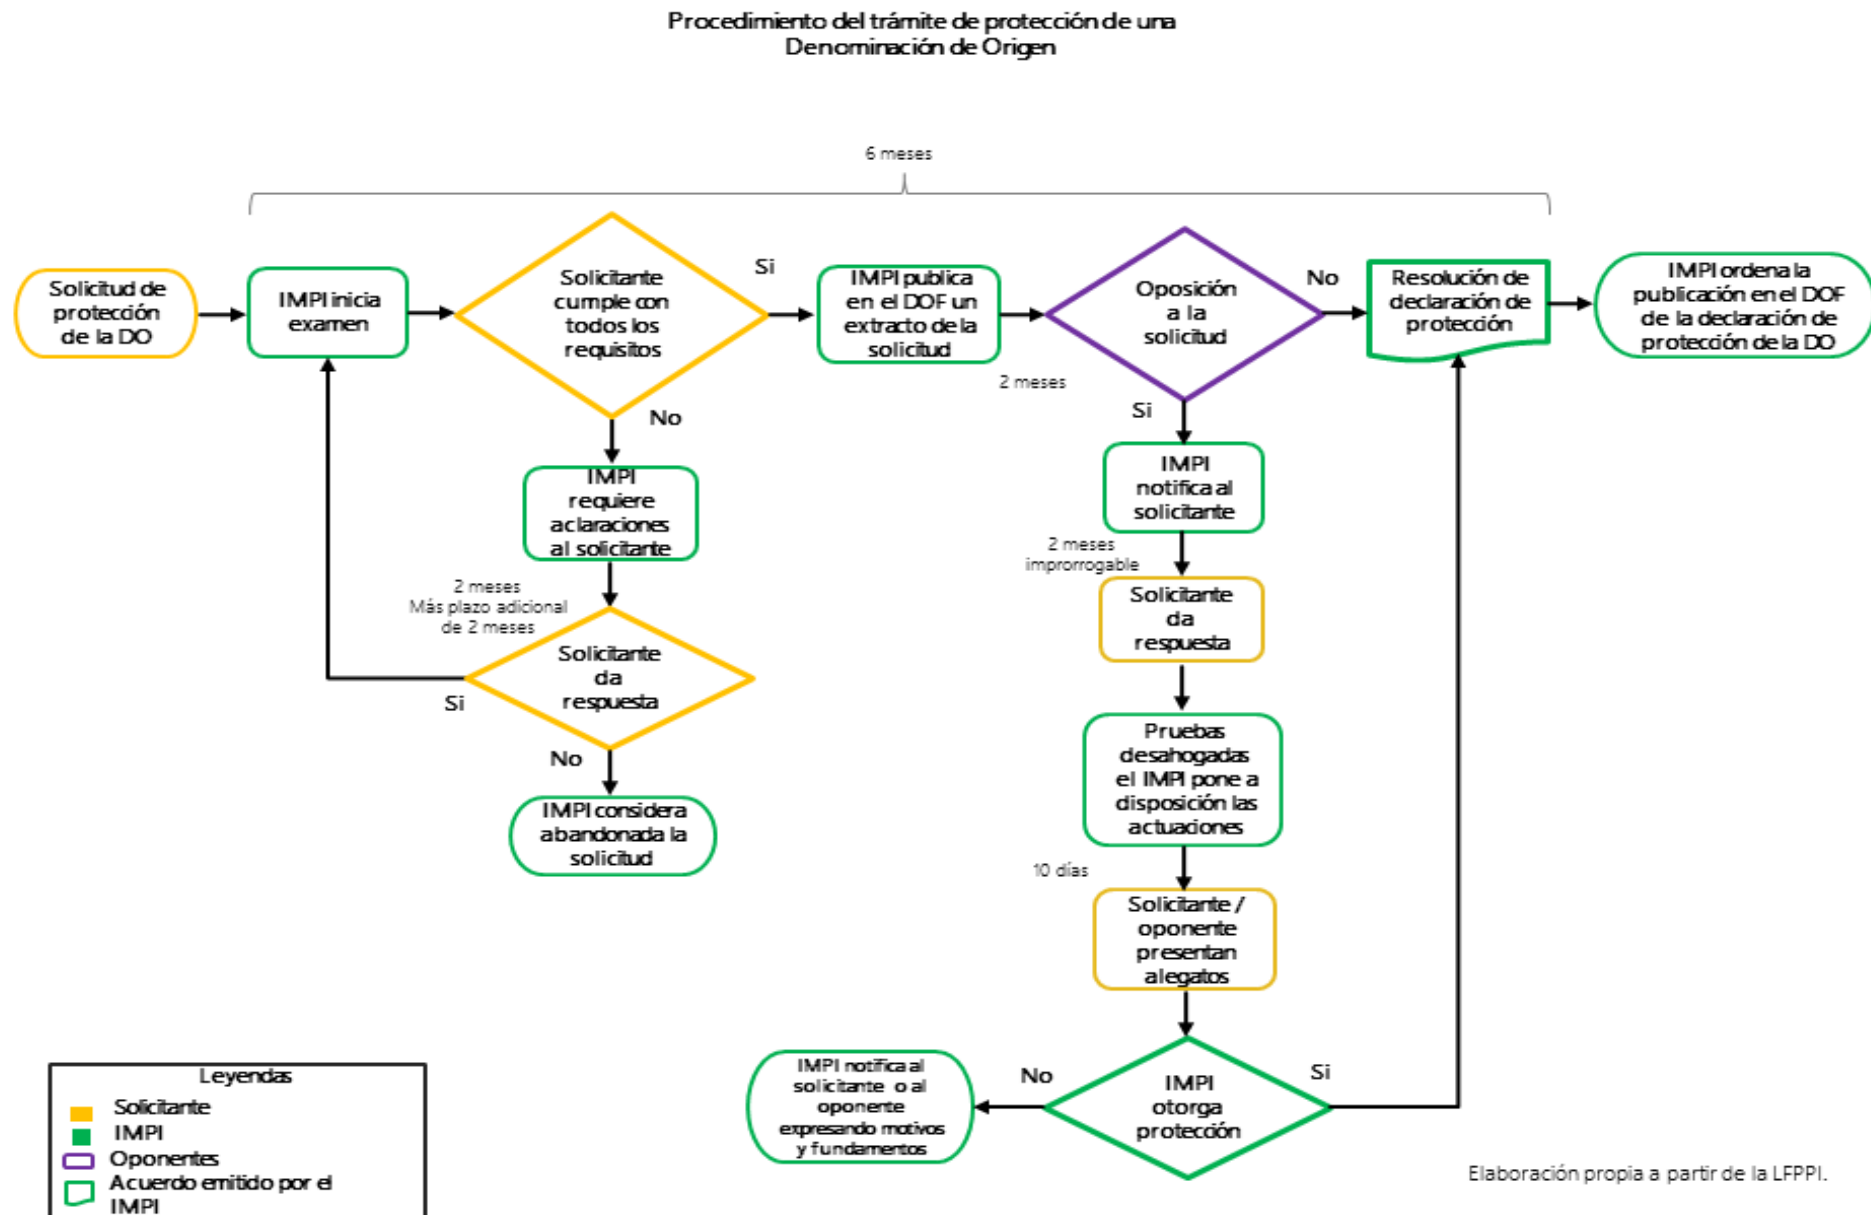 Procedimiento del trámite de protección de una
Denominación de Origen
6 meses
Solicitud de
protección
de la DO
IMPI inicia
examen
Solicitante
cumple con
todos los
requisitos
Si
IMPI publica
en el DOF un
extracto de la
solicitud
2 meses
Oposición
a la
solicitud
No
Resolución de
declaración de
protección
IMPI ordena la
publicación en el DOF
de la declaración de
protección de la DO
No
IMPI
requiere
aclaraciones
al solicitante
2 meses
Más plazo adicional
de 2 meses
Solicitante
da
respuesta
Si
No
IMPI considera
abandonada la
solicitud
Si
IMPI
notifica al
solicitante
2 meses
improrrogable
Solicitante
da
respuesta
Pruebas
desahogadas
el IMPI pone a
disposición las
actuaciones
10 días
Solicitante /
oponente
presentan
alegatos
IMPI
otorga
protección
Si
No
IMPI notifica al
solicitante o al
oponente
expresando motivos
y fundamentos
Leyendas
Solicitante
IMPI
Oponentes
Acuerdo emitido por el
IMPI
Elaboración propia a partir de la LFPPI.